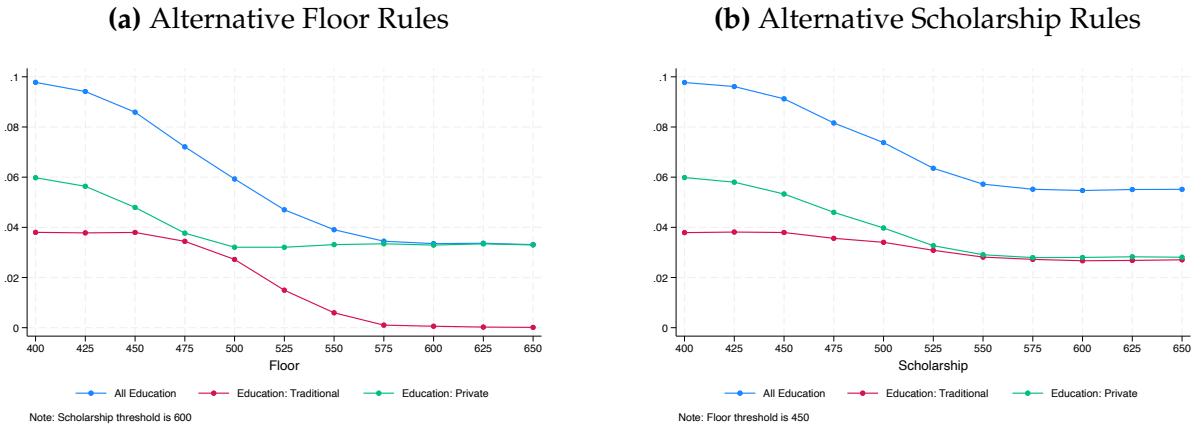 (a) Alternative Floor Rules
.1
.08
.06
.04
.02
0
400 425 450 475 500 525 550 575 600 625 650
Floor
All Education Education: Traditional Education: Private
Note: Scholarship threshold is 600
(b) Alternative Scholarship Rules
.1
.08
.06
.04
.02
0
400 425 450 475 500 525 550 575 600 625 650
Scholarship
All Education Education: Traditional Education: Private
Note: Floor threshold is 450